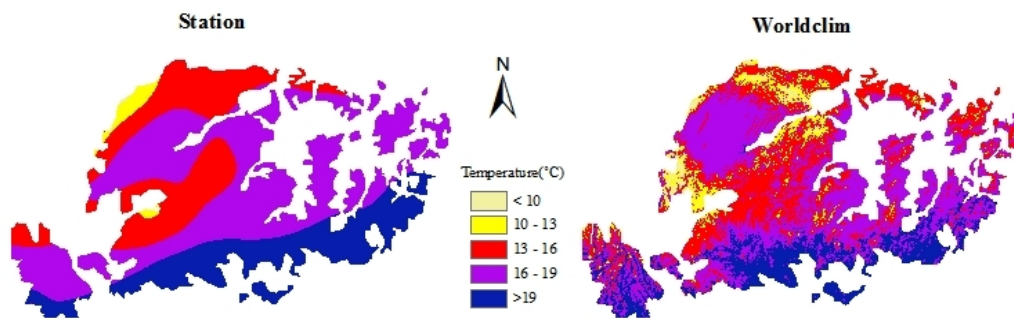 Station
Worldclim
N
Temperature(°C)
< 10
10 - 13
13 - 16
16 - 19
>19